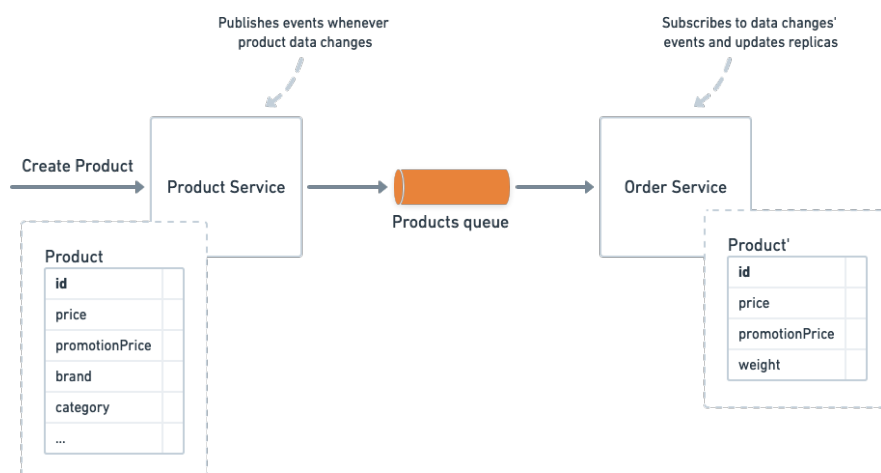 Publishes events whenever
product data changes
Subscribes to data changes'
events and updates replicas
Create Product
Product Service
Order Service
Products queue
Product
id
price
promotionPrice
brand
category
...
Product'
id
price
promotionPrice
weight